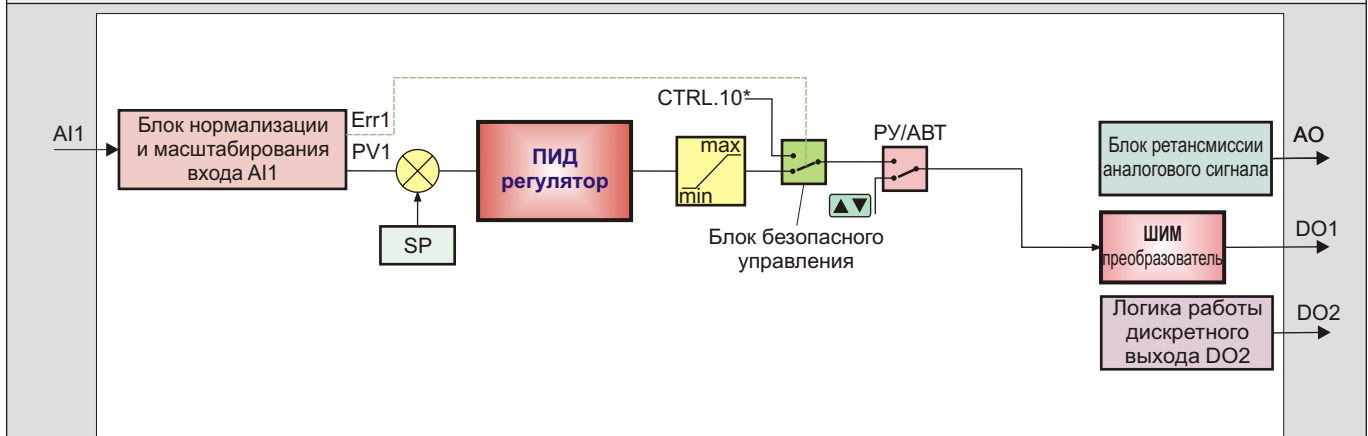 AI1
Блок нормализации
и масштабирования
входа AI1
Err1
PV1
SP
ПИД
регулятор
max
min
CTRL.10*
Блок безопасного
управления
РУ/АВТ
Блок ретансмиссии
аналогового сигнала
AO
ШИМ
преобразователь
DO1
Логика работы
дискретного
выхода DO2
DO2